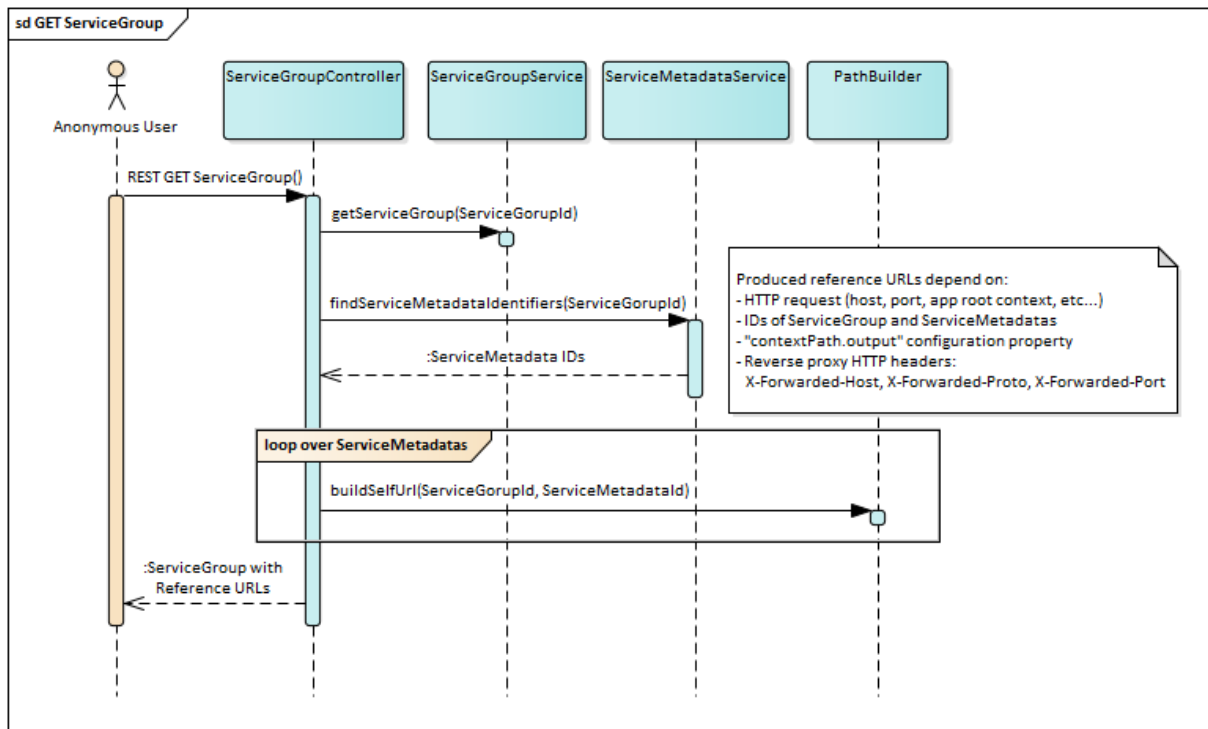 sd GET ServiceGroup
Anonymous User
ServiceGroupController
ServiceGroupService
ServiceMetadataService
PathBuilder
REST GET ServiceGroup()
getServiceGroup(ServiceGorupId)
findServiceMetadataIdentifiers(ServiceGorupId)
:ServiceMetadata IDs
Produced reference URLs depend on:
- HTTP request (host, port, app root context, etc...)
- IDs of ServiceGroup and ServiceMetadatas
- "contextPath.output" configuration property
- Reverse proxy HTTP headers:
X-Forwarded-Host, X-Forwarded-Proto, X-Forwarded-Port
loop over ServiceMetadatas
buildSelfUrl(ServiceGorupId, ServiceMetadataId)
:ServiceGroup with
Reference URLs